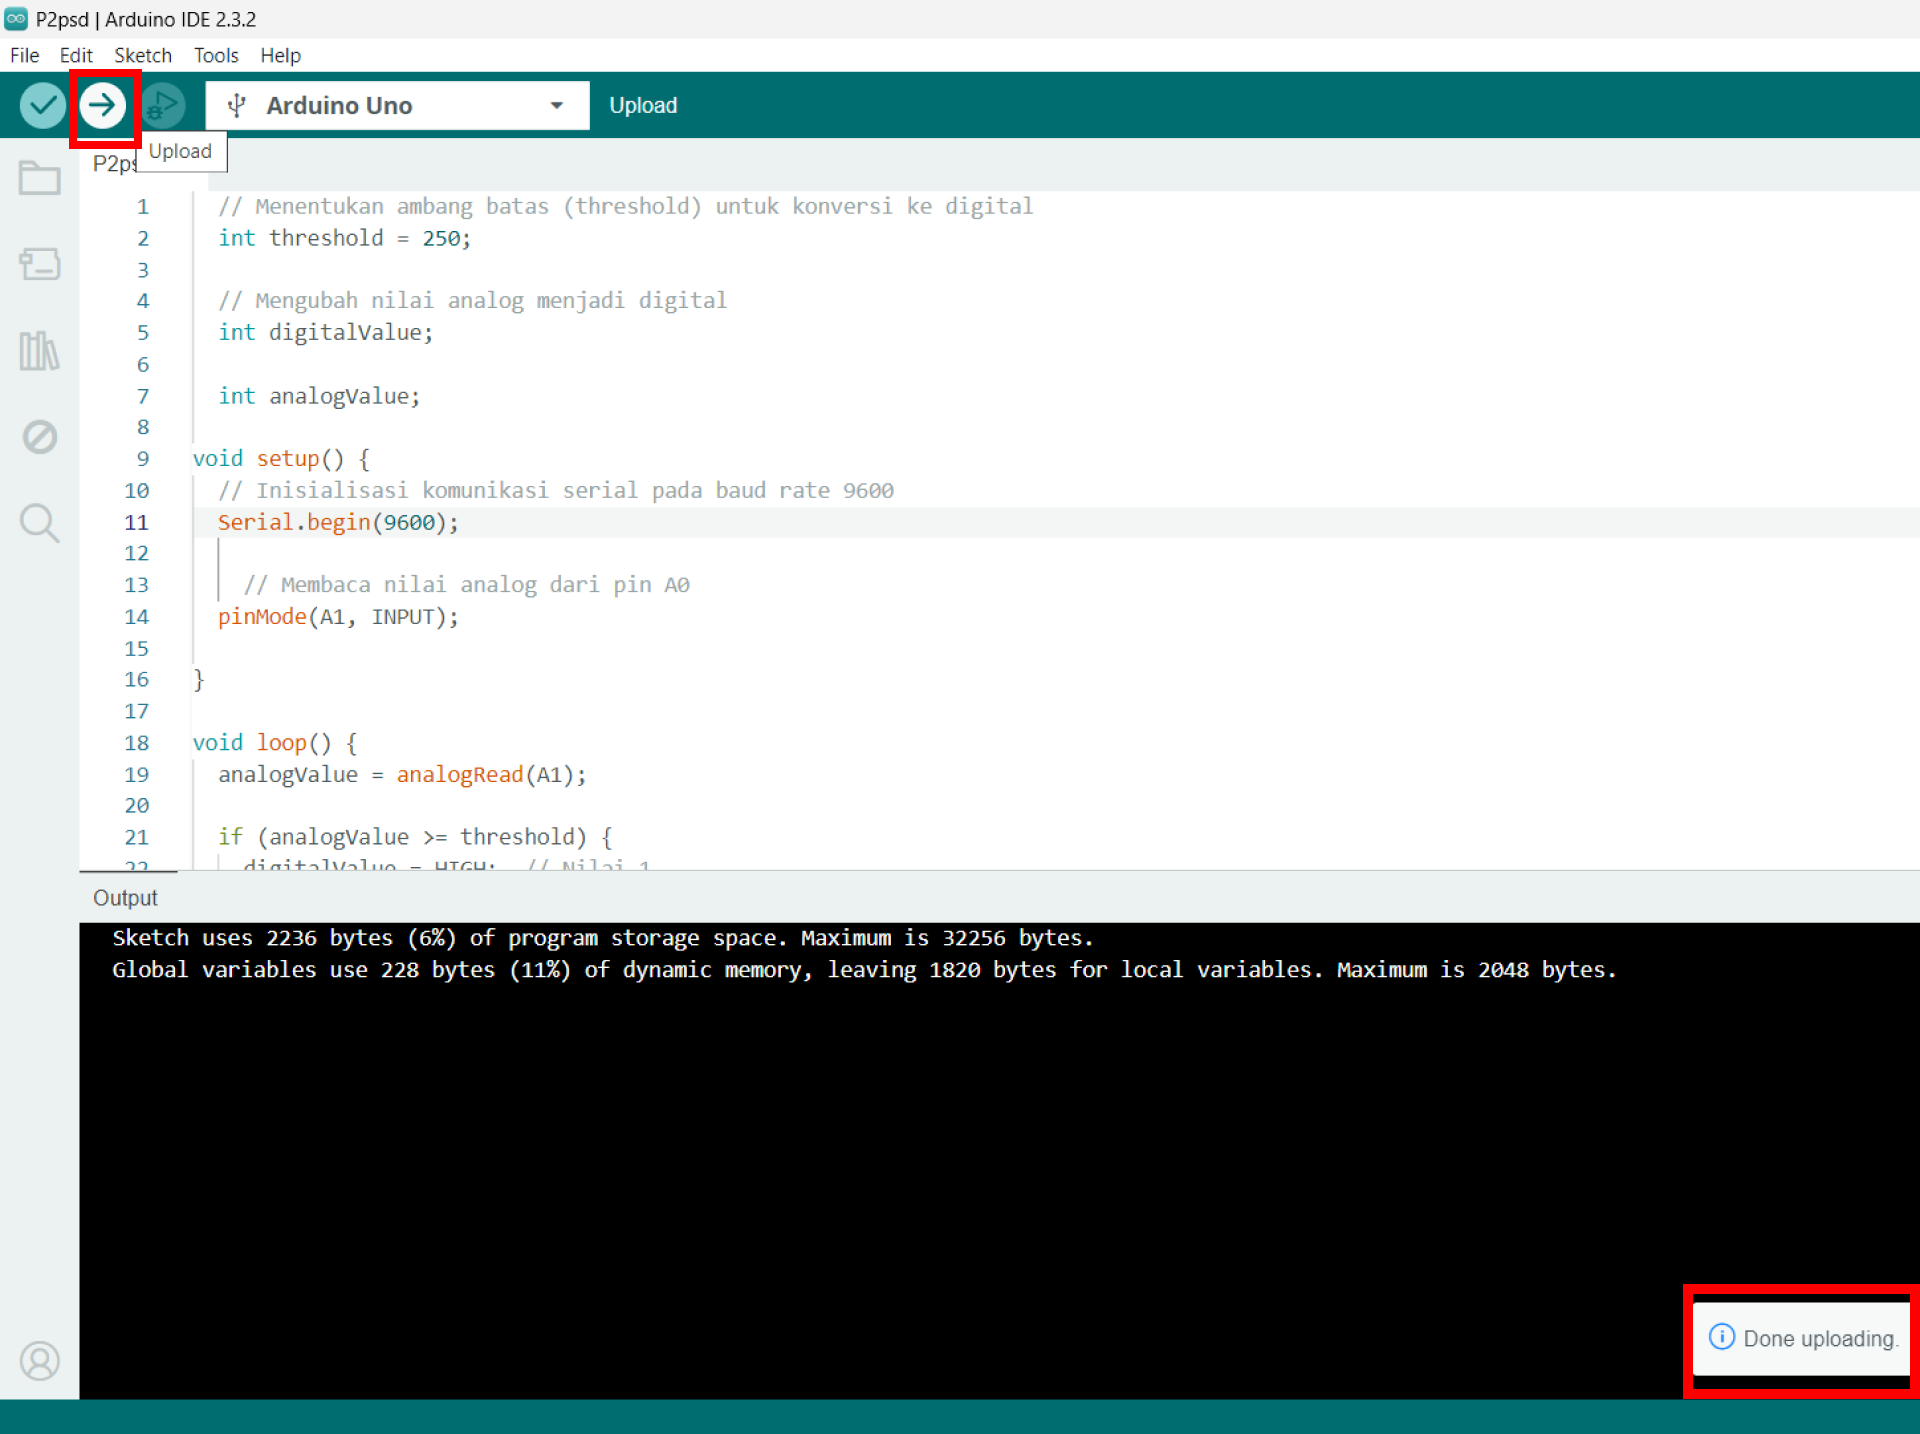 P2psd | Arduino IDE 2.3.2
File Edit Sketch Tools Help
Arduino Uno Upload
Upload
1 // Menentukan ambang batas (threshold) untuk konversi ke digital
2 int threshold = 250;
3
4 // Mengubah nilai analog menjadi digital
5 int digitalValue;
6
7 int analogValue;
8
9 void setup() {
10 // Inisialisasi komunikasi serial pada baud rate 9600
11 Serial.begin(9600);
12
13 // Membaca nilai analog dari pin A0
14 pinMode(A1, INPUT);
15
16 }
17
18 void loop() {
19 analogValue = analogRead(A1);
20
21 if (analogValue >= threshold) {
22 digitalValue = HIGH; // Nilai 1
Output
Sketch uses 2236 bytes (6%) of program storage space. Maximum is 32256 bytes.
Global variables use 228 bytes (11%) of dynamic memory, leaving 1820 bytes for local variables. Maximum is 2048 bytes.
Done uploading.